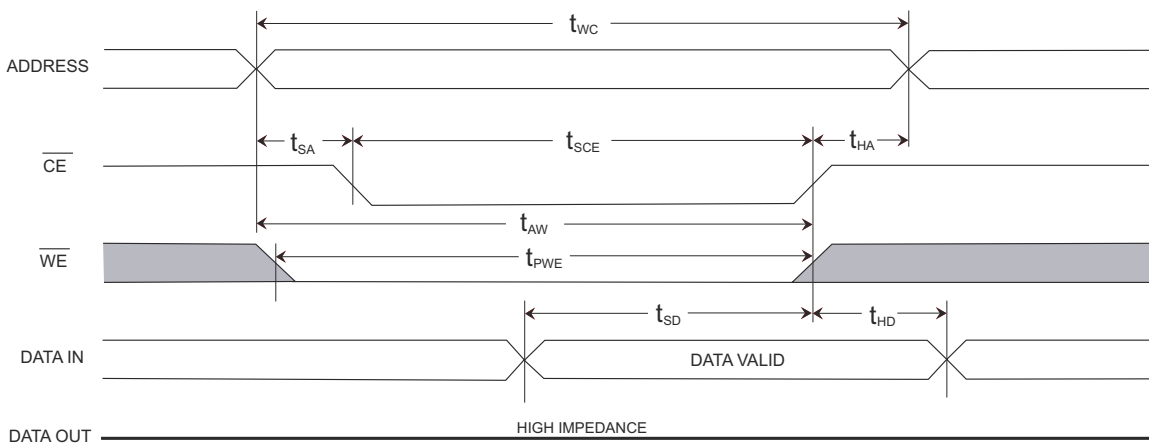 tWC
ADDRESS
tSA
tSCE
tHA
CE
tAW
WE
tPWE
tSD
tHD
DATA IN
DATA VALID
DATA OUT
HIGH IMPEDANCE